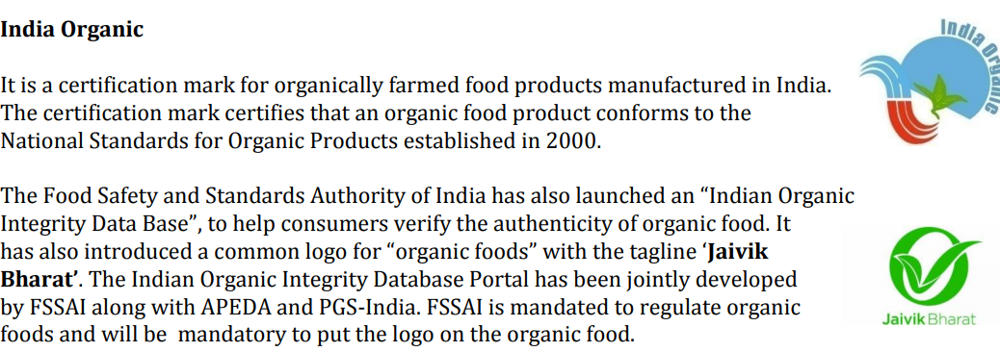 India Organic
India Organic
It is a certification mark for organically farmed food products manufactured in India.
The certification mark certifies that an organic food product conforms to the
National Standards for Organic Products established in 2000.
The Food Safety and Standards Authority of India has also launched an “Indian Organic
Integrity Data Base”, to help consumers verify the authenticity of organic food. It
has also introduced a common logo for “organic foods” with the tagline ‘Jaivik
Bharat’. The Indian Organic Integrity Database Portal has been jointly developed
by FSSAI along with APEDA and PGS-India. FSSAI is mandated to regulate organic
foods and will be  mandatory to put the logo on the organic food.
Jaivik Bharat